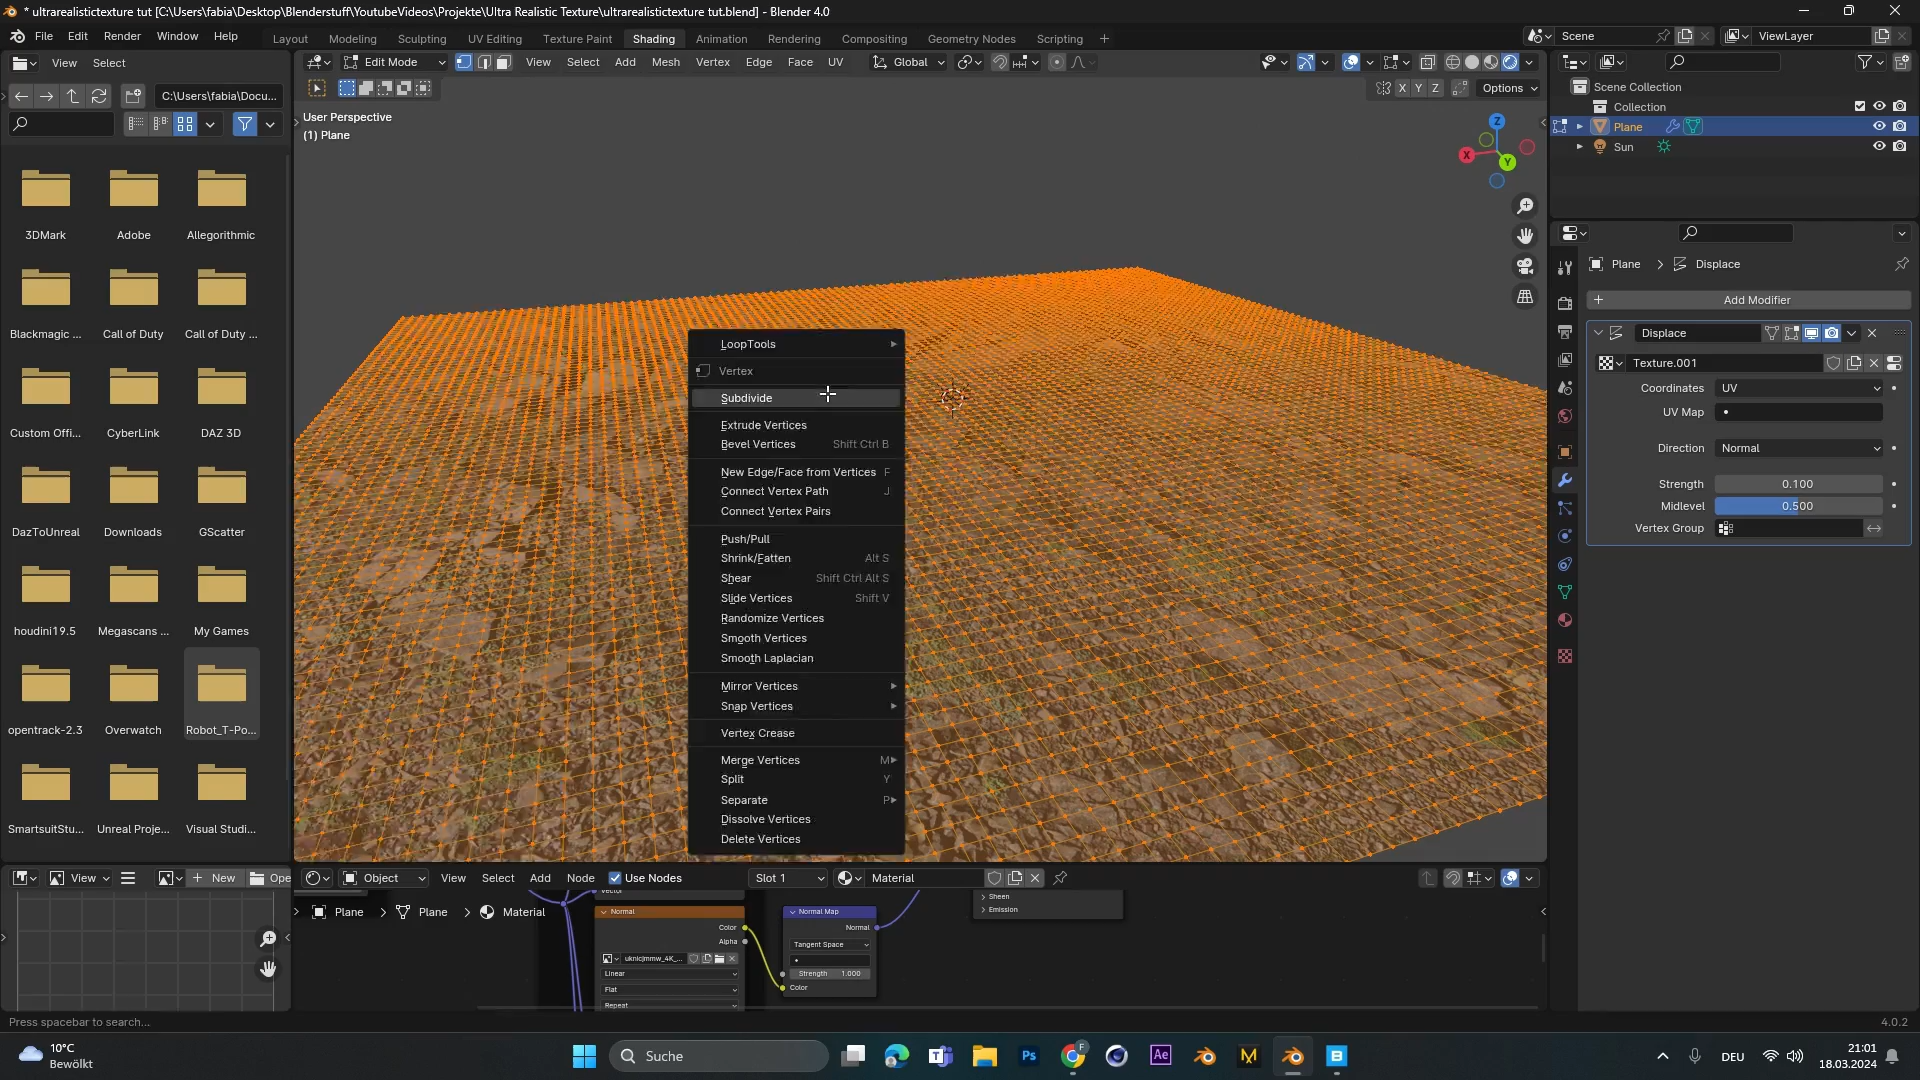 * ultrarealistictexture tut [C:\Users\fabia\Desktop\Blenderstuff\YoutubeVideos\Projekte\Ultra Realistic Texture\ultrarealistictexture tut.blend] - Blender 4.0
File Edit Render Window Help
Layout Modeling Sculpting UV Editing Texture Paint Shading Animation Rendering Compositing Geometry Nodes Scripting +
Scene
ViewLayer
View Select
C:\Users\fabia\Docu...
3DMark Adobe Allegorithmic
Blackmagic ... Call of Duty Call of Duty ...
Custom Offi... CyberLink DAZ 3D
DazToUnreal Downloads GScatter
houdini19.5 Megascans ... My Games
opentrack-2.3 Overwatch Robot_T-Po...
SmartsuitStu... Unreal Proje... Visual Studi...
Edit Mode View Select Add Mesh Vertex Edge Face UV Global
X Y Z Options
User Perspective
(1) Plane
Z
X
Y
LoopTools
Vertex
Subdivide
Extrude Vertices
Bevel Vertices Shift Ctrl B
New Edge/Face from Vertices F
Connect Vertex Path J
Connect Vertex Pairs
Push/Pull
Shrink/Fatten Alt S
Shear Shift Ctrl Alt S
Slide Vertices Shift V
Randomize Vertices
Smooth Vertices
Smooth Laplacian
Mirror Vertices
Snap Vertices
Vertex Crease
Merge Vertices M
Split Y
Separate P
Dissolve Vertices
Delete Vertices
Scene Collection
Collection
Plane
Sun
Plane > Displace
+ Add Modifier
Displace
Texture.001
Coordinates UV
UV Map
Direction Normal
Strength 0.100
Midlevel 0.500
Vertex Group
View + New Ope
Object View Select Add Node Use Nodes Slot 1 Material
Plane > Plane > Material
Vector
Normal
Color
Alpha
uknicjmmw_4K_...
Linear
Flat
Repeat
Normal Map
Normal
Tangent Space
Strength 1.000
Color
Sheen
Emission
Press spacebar to search...
4.0.2
10°C
Bewölkt
Suche
F
Ps
Ae
M
B
DEU
21:01
18.03.2024